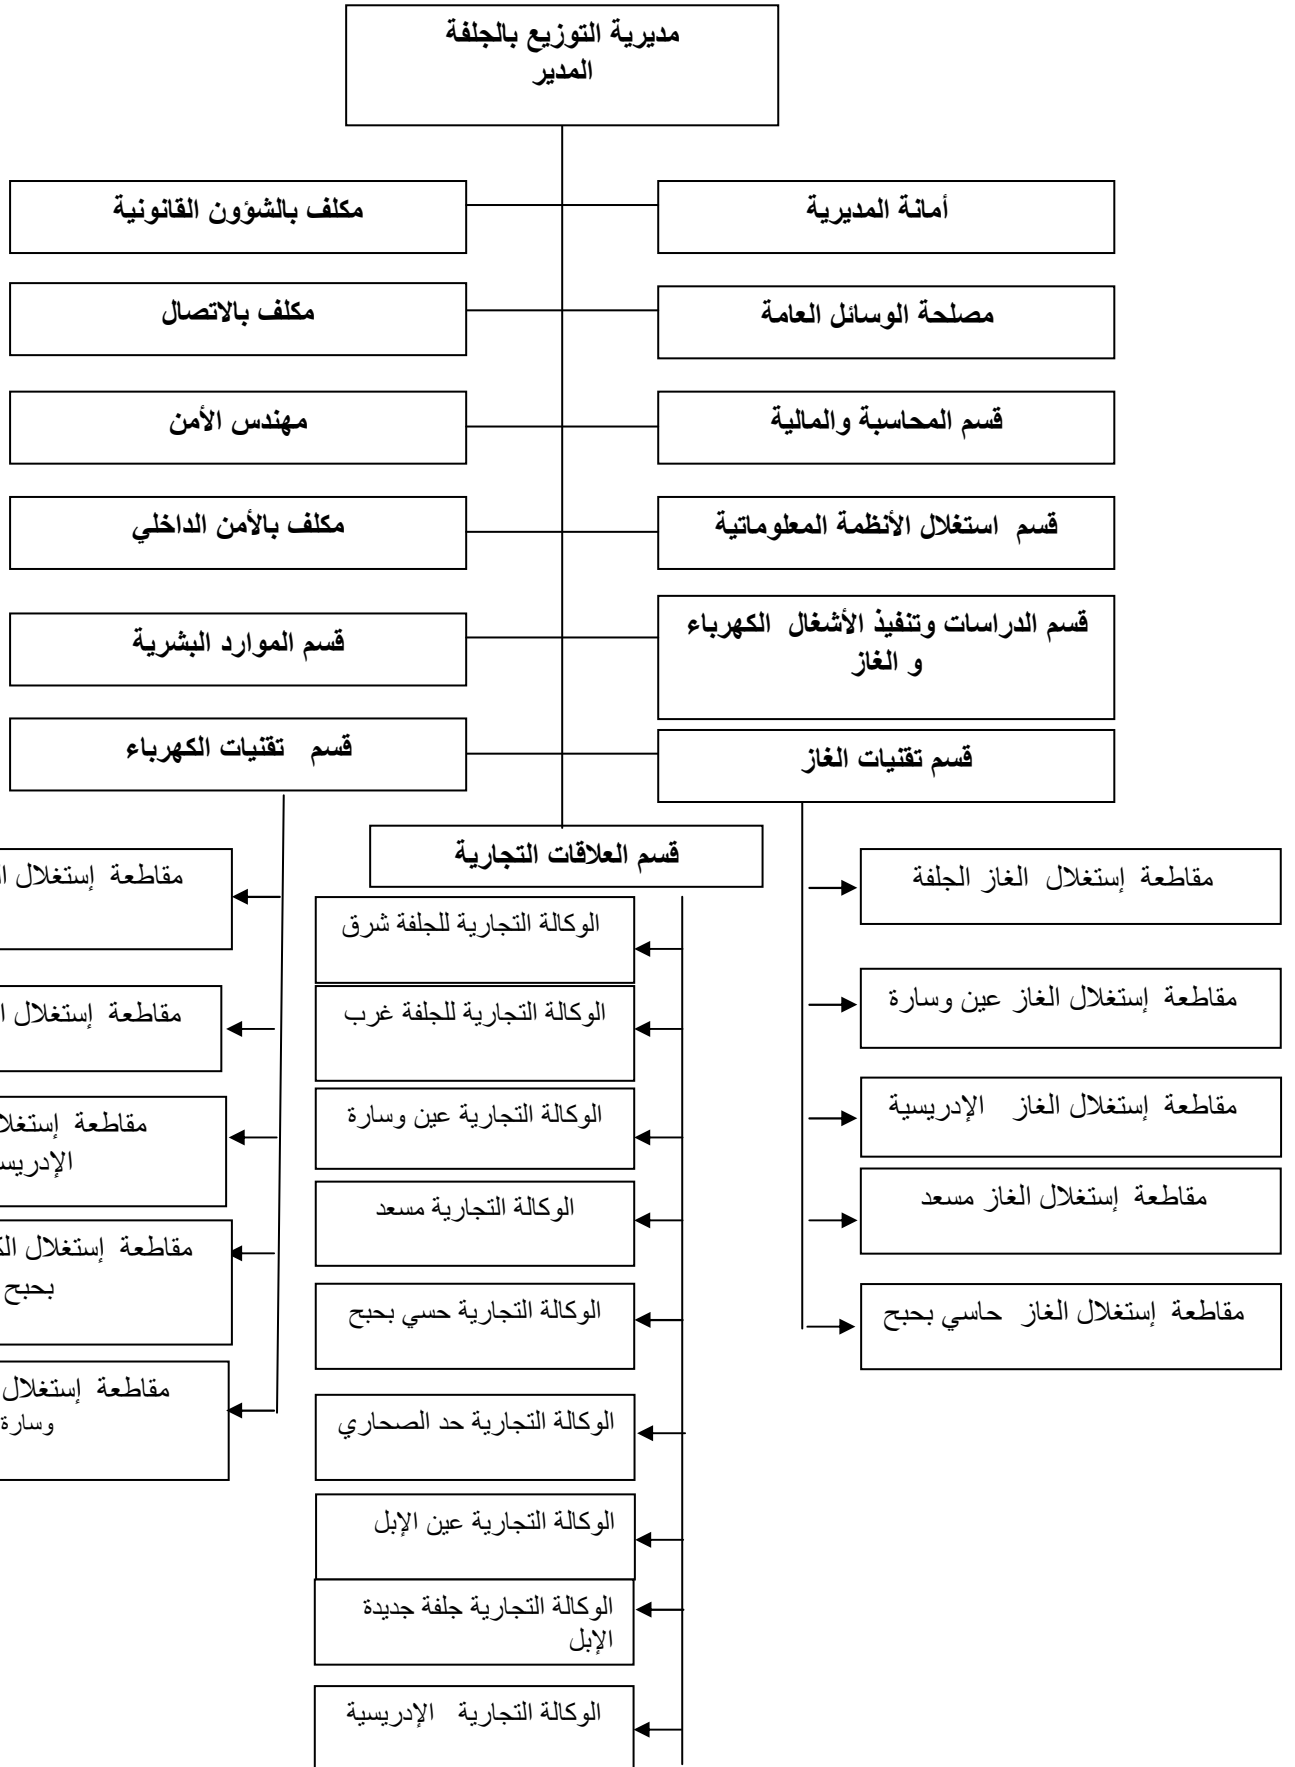 مديرية التوزيع بالجلفة
المدير
أمانة المديرية
مكلف بالشؤون القانونية
مصلحة الوسائل العامة
مكلف بالاتصال
قسم المحاسبة والمالية
مهندس الأمن
قسم استغلال الأنظمة المعلوماتية
مكلف بالأمن الداخلي
قسم الدراسات وتنفيذ الأشغال الكهرباء
و الغاز
قسم الموارد البشرية
قسم تقنيات الغاز
قسم تقنيات الكهرباء
قسم العلاقات التجارية
مقاطعة إستغلال الغاز الجلفة
مقاطعة إستغلال الغاز عين وسارة
مقاطعة إستغلال الغاز الإدريسية
مقاطعة إستغلال الغاز مسعد
مقاطعة إستغلال الغاز حاسي بحبح
الوكالة التجارية للجلفة شرق
الوكالة التجارية للجلفة غرب
الوكالة التجارية عين وسارة
الوكالة التجارية مسعد
الوكالة التجارية حسي بحبح
الوكالة التجارية حد الصحاري
الوكالة التجارية عين الإبل
الوكالة التجارية جلفة جديدة
الإبل
الوكالة التجارية الإدريسية
مقاطعة إستغلال
مقاطعة إستغلال
مقاطعة إستغلال
مقاطعة إستغلال
بحبح
مقاطعة إستغلال
وسارة